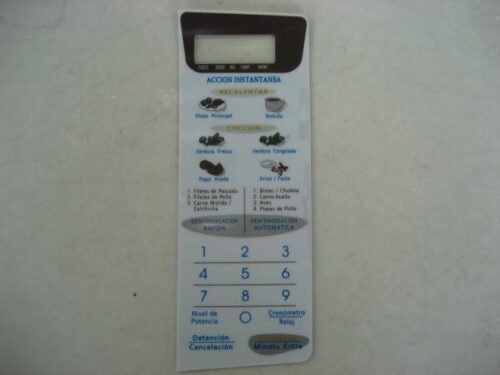 ACCION INSTANTANEA
RECALENTAR
Plato Principal
Bebida
COCCION
Verdura Fresca
Verdura Congelada
Papa Asada
Arroz / Pasta
1. Filetes de Pescado
2. Filetes de Pollo
3. Carne Molida /
Salchicha
1. Bistec / Chuleta
2. Carne Asada
3. Aves
4. Piezas de Pollo
DESCONGELACION
RAPIDA
DESCONGELACION
AUTOMATICA
1 2 3
4 5 6
7 8 9
Nivel de
Potencia
0
Cronómetro
Reloj
Detención
Cancelación
Minuto Extra